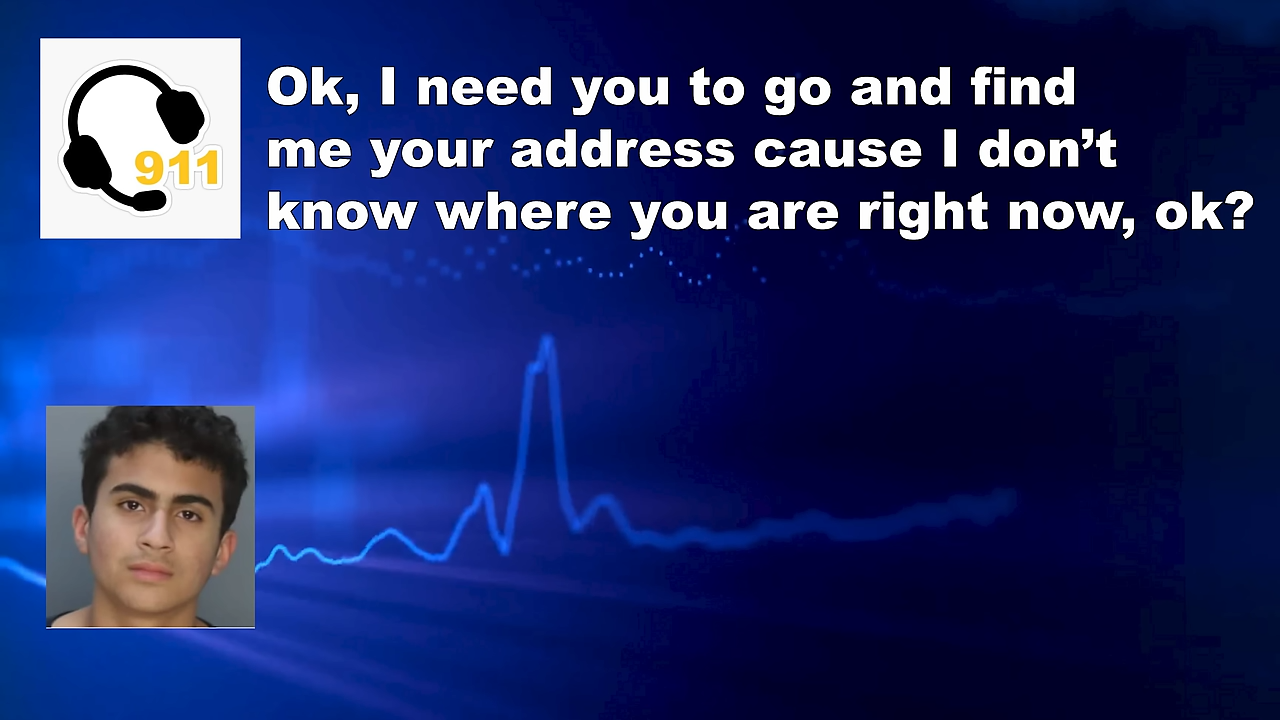 911
Ok, I need you to go and find
me your address cause I don’t
know where you are right now, ok?